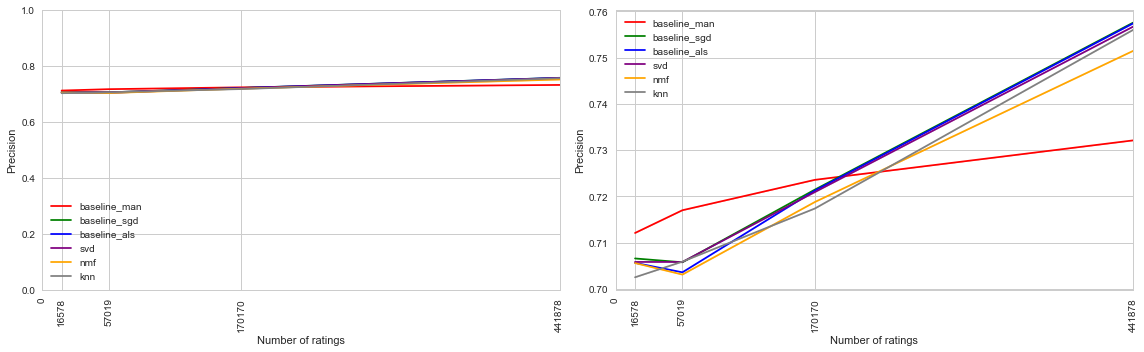 1.0
0.8
0.6
0.4
0.2
0.0
Precision
baseline_man
baseline_sgd
baseline_als
svd
nmf
knn
0
16578
57019
170170
441878
Number of ratings
0.76
0.75
0.74
0.73
0.72
0.71
0.70
Precision
baseline_man
baseline_sgd
baseline_als
svd
nmf
knn
0
16578
57019
170170
441878
Number of ratings